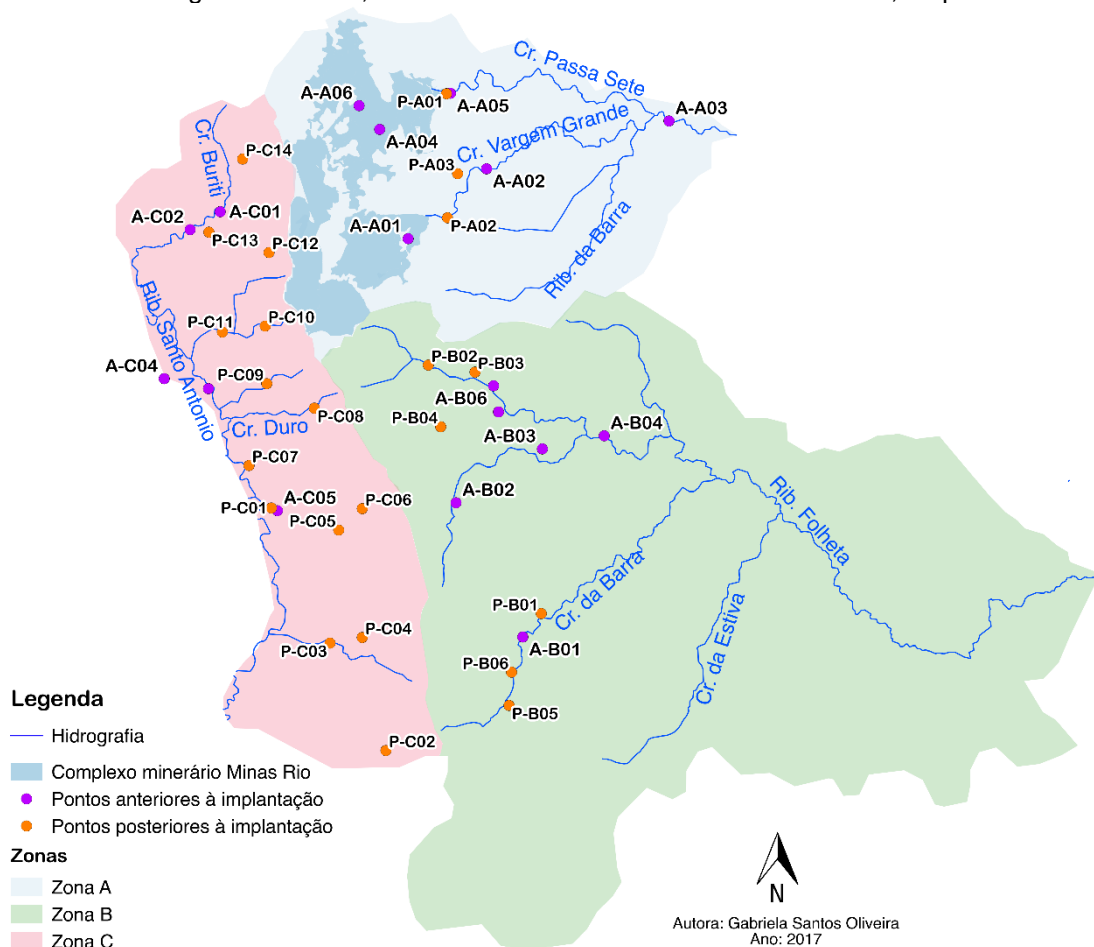 Cr. Passa Sete
A-A06
P-A01
A-A05
A-A03
A-A04
Cr. Vargem Grande
Cr. Buriti
P-C14
P-A03
A-A02
A-C02
A-C01
A-A01
P-A02
P-C13
P-C12
Rib. da Barra
Rib. Santo Antonio
P-C11
P-C10
A-C04
P-C09
P-B02
P-B03
A-B06
P-C08
P-B04
Cr. Duro
A-B03
A-B04
P-C07
P-C01
A-C05
P-C06
P-C05
A-B02
Rib. Folheta
Cr. da Barra
P-B01
P-C04
P-C03
A-B01
Cr. da Estiva
P-B06
P-B05
P-C02
Legenda
Hidrografia
Complexo minerário Minas Rio
Pontos anteriores à implantação
Pontos posteriores à implantação
Zonas
Zona A
Zona B
Zona C
N
Autora: Gabriela Santos Oliveira
Ano: 2017